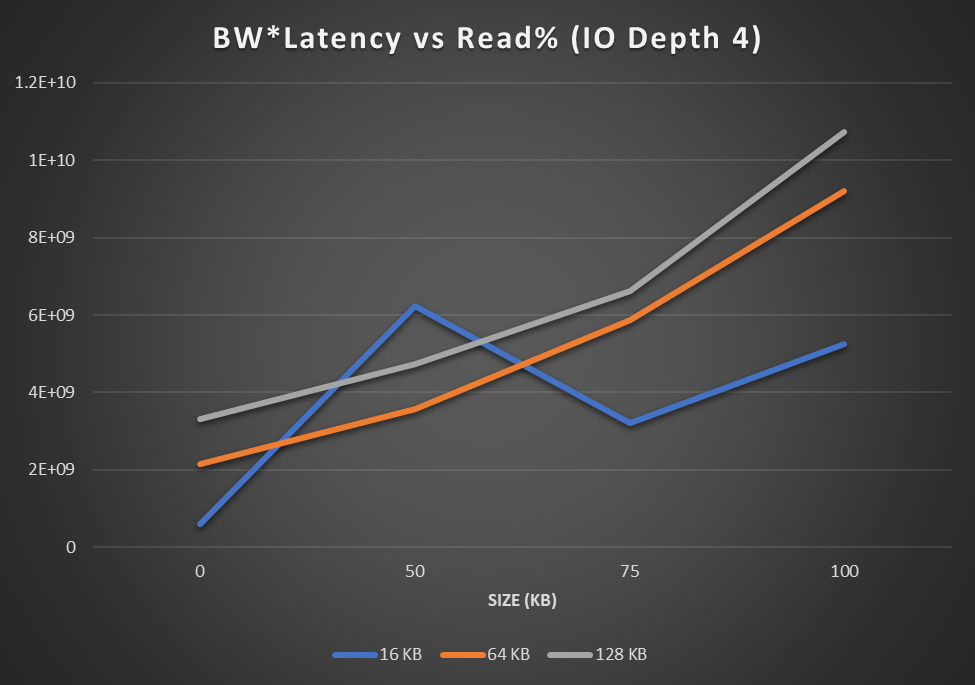 BW*Latency vs Read% (IO Depth 4)
1.2E+10
1E+10
8E+09
6E+09
4E+09
2E+09
0
0 50 75 100
SIZE (KB)
16 KB 64 KB 128 KB